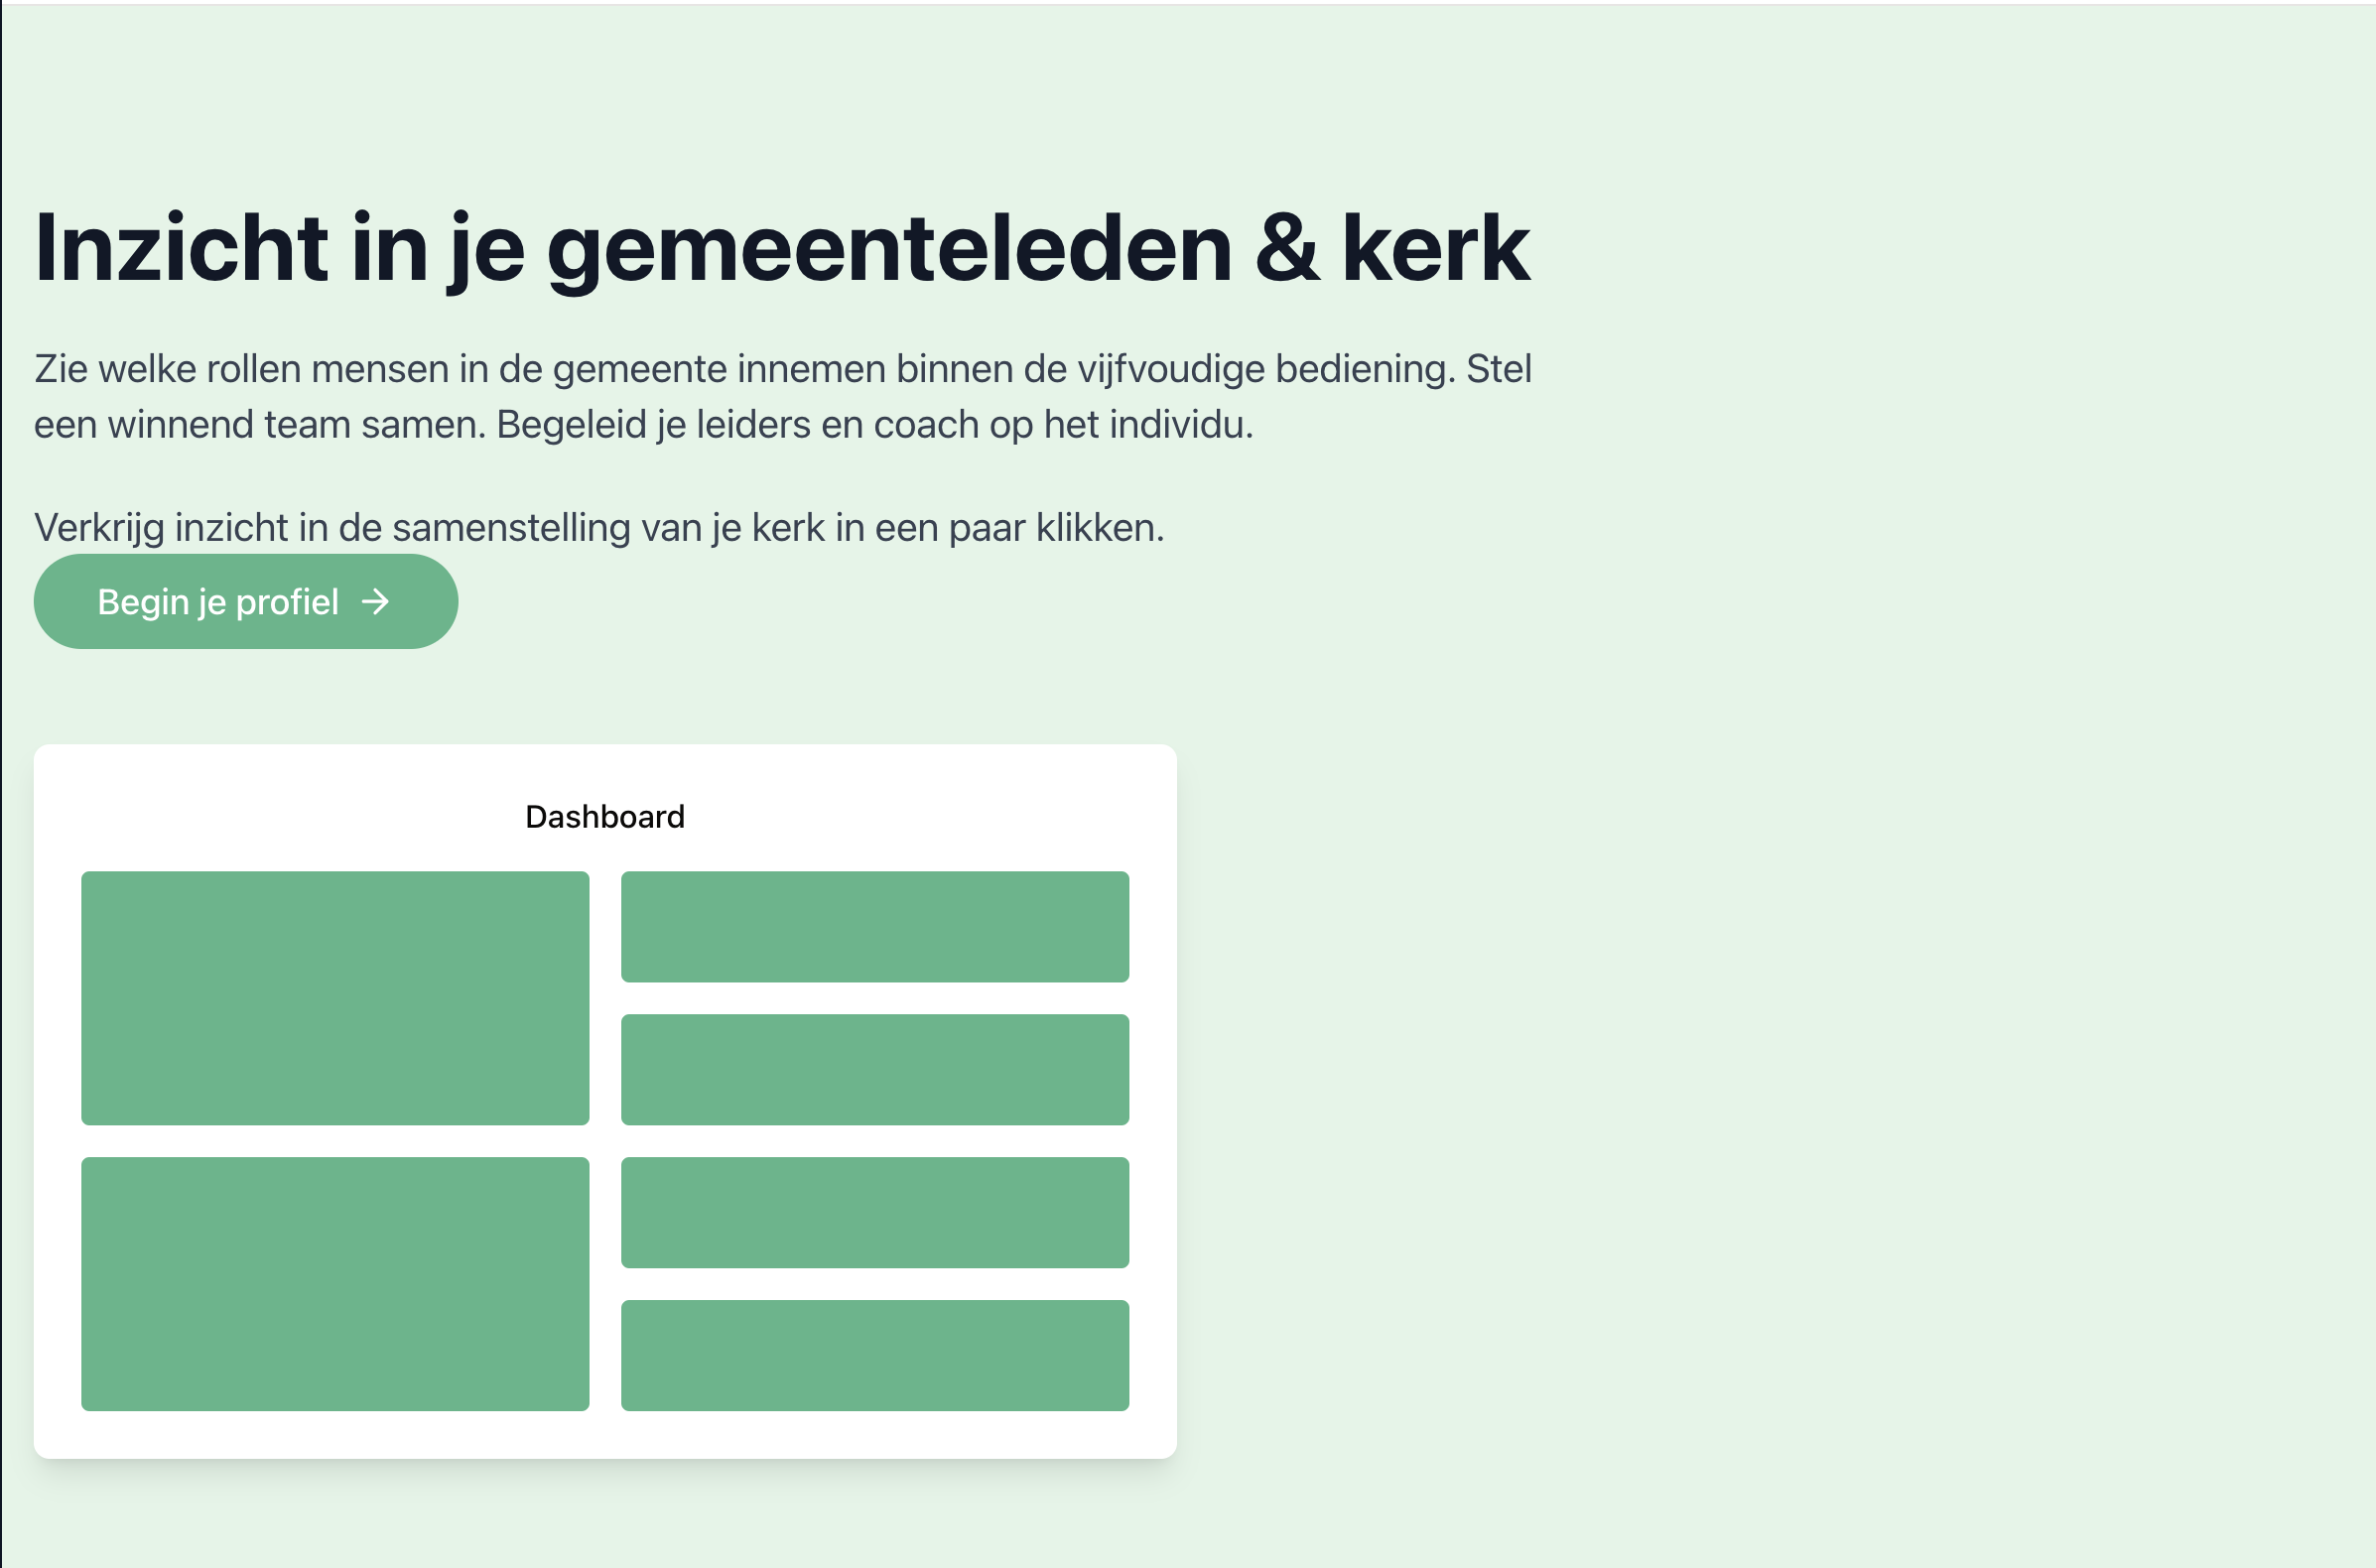 Inzicht in je gemeenteleden & kerk
Zie welke rollen mensen in de gemeente innemen binnen de vijfvoudige bediening. Stel
een winnend team samen. Begeleid je leiders en coach op het individu.
Verkrijg inzicht in de samenstelling van je kerk in een paar klikken.
Begin je profiel →
Dashboard